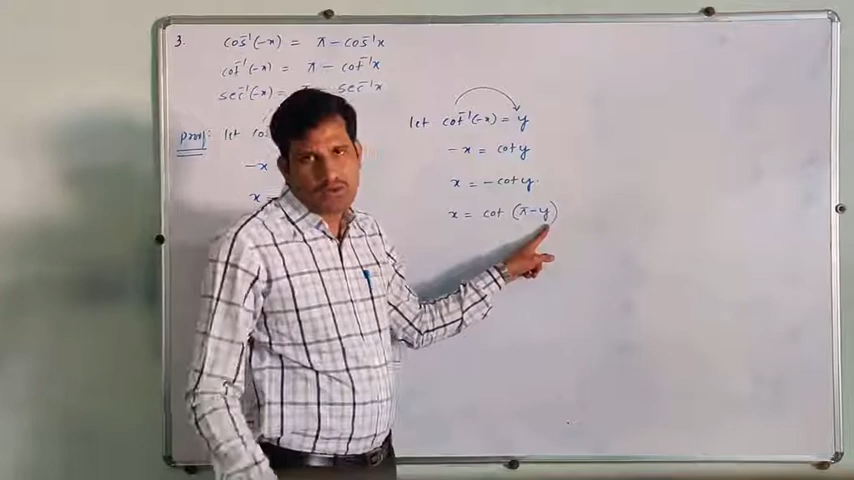 3. cos⁻¹(-x) = π - cos⁻¹x
cot⁻¹(-x) = π - cot⁻¹x
sec⁻¹(-x) = sec⁻¹x
Proof: let
-x
x =
let cot⁻¹(-x) = y
-x = cot y
x = -cot y.
x = cot (π-y)